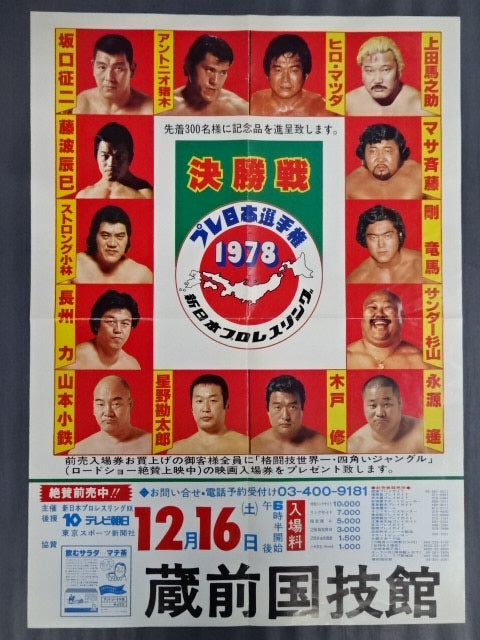 坂口征二
アントニオ猪木
ヒロ・マツダ
上田馬之助
藤波辰巳
マサ斉藤
ストロング小林
剛竜馬
長州力
サンダー杉山
山本小鉄
星野勘太郎
木戸修
永源遥
先着300名様に記念品を進呈致します。
決勝戦
プレ日本選手権
1978
新日本プロレスリング
前売入場券お買上げの御客様全員に「格闘技世界一・四角いジャングル」
(ロードショー絶賛上映中)の映画入場券をプレゼント致します。
絶賛前売中!!
◆お問い合せ・電話予約受付け03-400-9181
主催 新日本プロレスリングKK
後援 10 テレビ朝日
東京スポーツ新聞社
協賛
飲むサラダ マテ茶
12月16日(土)
午後6時半開始
入場料
10,000
7,000
5,000
5,000
1,500
1,000
蔵前国技館